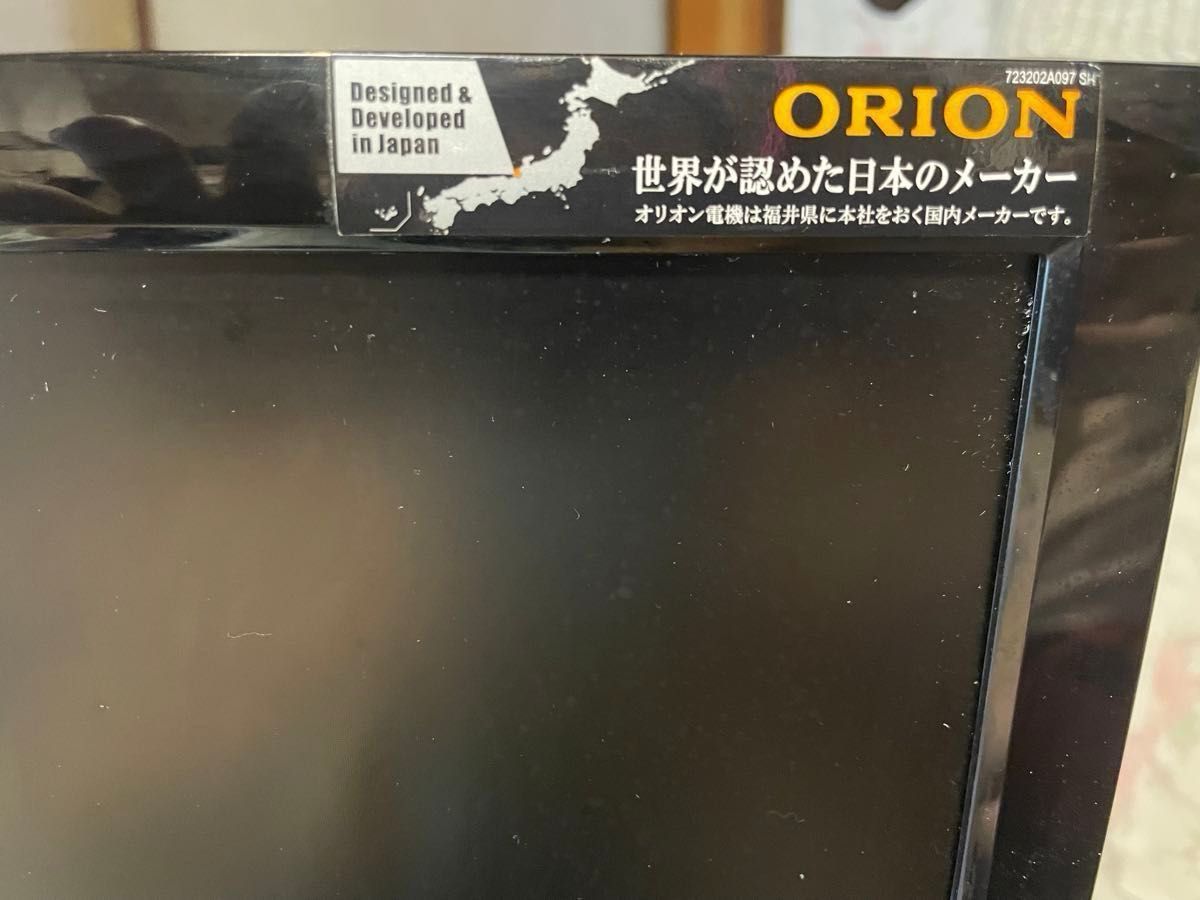 Designed &
Developed
in Japan
723202A097 SH
ORION
世界が認めた日本のメーカー
オリオン電機は福井県に本社をおく国内メーカーです。